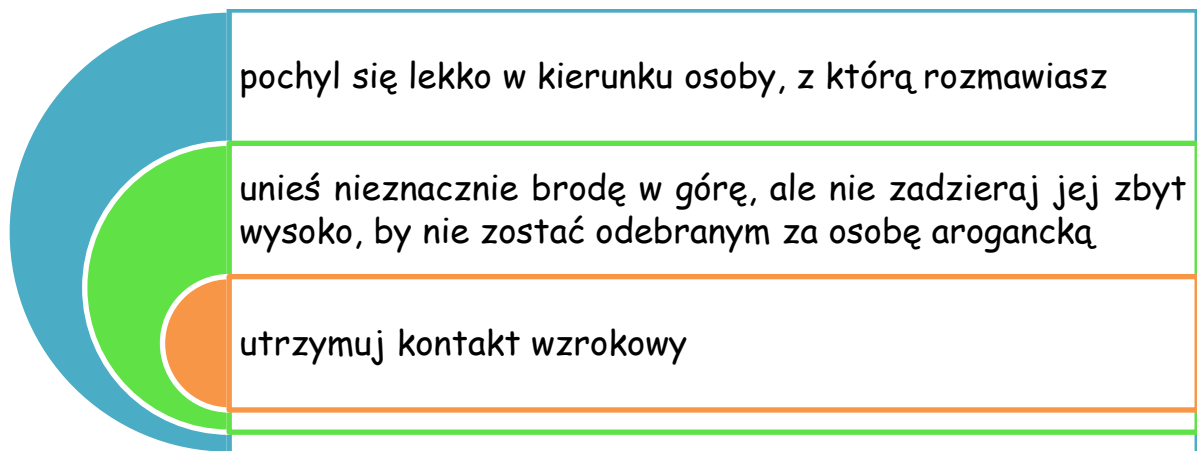 pochyl się lekko w kierunku osoby, z którą rozmawiasz
unieś nieznacznie brodę w górę, ale nie zadzieraj jej zbyt
wysoko, by nie zostać odebranym za osobę arogancką
utrzymuj kontakt wzrokowy